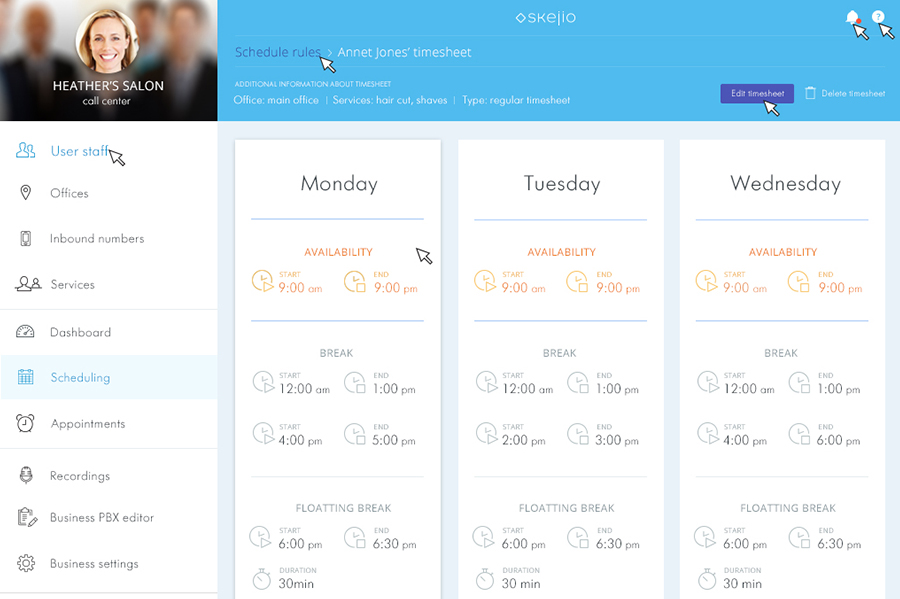 skejio
?
HEATHER'S SALON
call center
Schedule rules > Annet Jones' timesheet
ADDITIONAL INFORMATION ABOUT TIMESHEET
Office: main office | Services: hair cut, shaves | Type: regular timesheet
Edit timesheet
Delete timesheet
User staff
Offices
Inbound numbers
Services
Dashboard
Scheduling
Appointments
Recordings
Business PBX editor
Business settings
Monday
AVAILABILITY
START END
9:00 am 9:00 pm
BREAK
START END
12:00 am 1:00 pm
START END
4:00 pm 5:00 pm
FLOATTING BREAK
START END
6:00 pm 6:30 pm
DURATION
30min
Tuesday
AVAILABILITY
START END
9:00 am 9:00 pm
BREAK
START END
12:00 am 1:00 pm
START END
2:00 pm 3:00 pm
FLOATTING BREAK
START END
6:00 pm 6:30 pm
DURATION
30 min
Wednesday
AVAILABILITY
START END
9:00 am 9:00 pm
BREAK
START END
12:00 am 1:00 pm
START END
4:00 pm 6:00 pm
FLOATTING BREAK
START END
6:00 pm 6:30 pm
DURATION
30 min